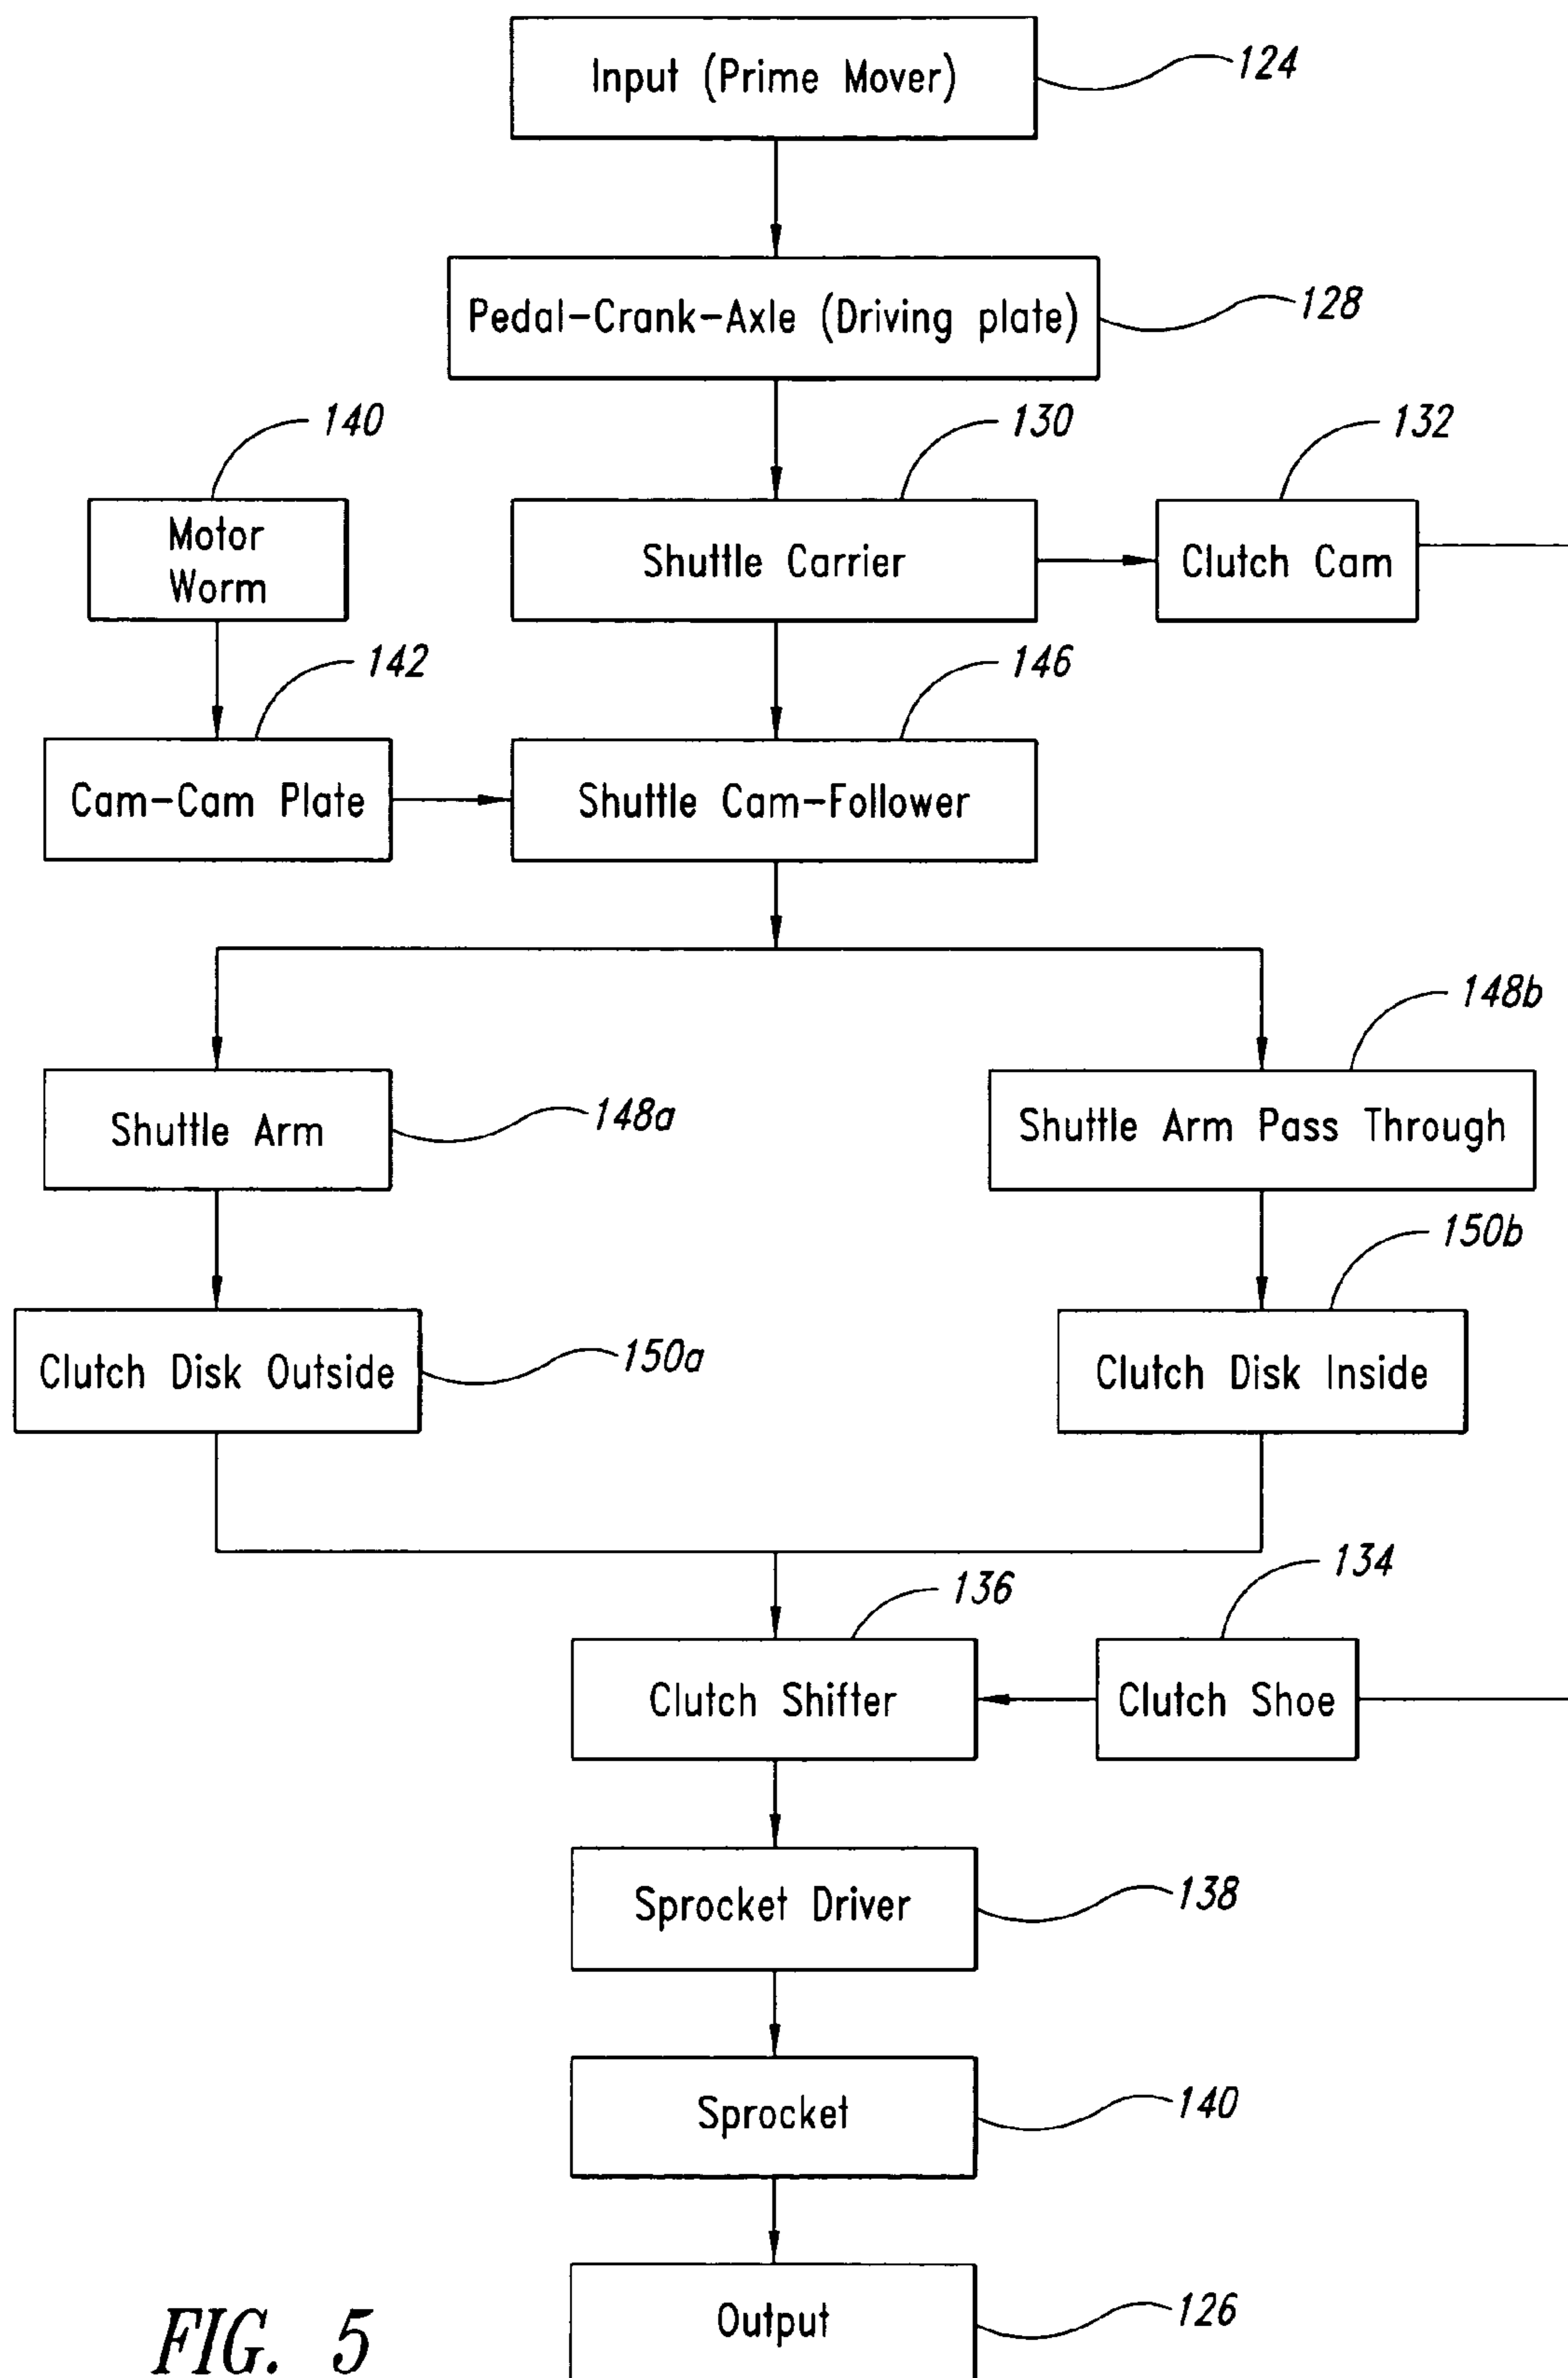 Input (Prime Mover)
124
Pedal-Crank-Axle (Driving plate)
128
140
130
132
Motor
Worm
Shuttle Carrier
Clutch Cam
142
146
Cam-Cam Plate
Shuttle Cam-Follower
148b
Shuttle Arm
148a
Shuttle Arm Pass Through
150b
Clutch Disk Outside
150a
Clutch Disk Inside
134
136
Clutch Shifter
Clutch Shoe
Sprocket Driver
138
Sprocket
140
Output
126
FIG. 5